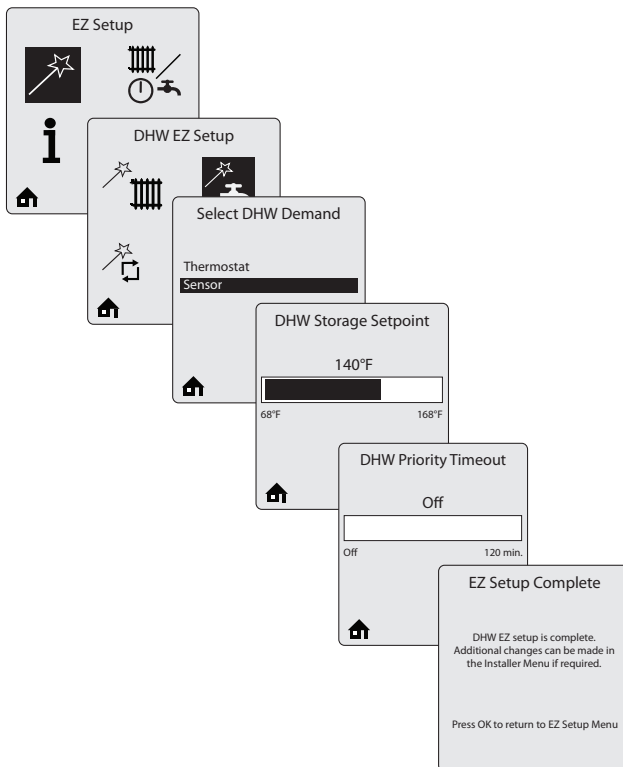 EZ Setup
DHW EZ Setup
Select DHW Demand
Thermostat
Sensor
DHW Storage Setpoint
140°F
68°F 168°F
DHW Priority Timeout
Off
Off 120 min.
EZ Setup Complete
DHW EZ setup is complete.
Additional changes can be made in
the Installer Menu if required.
Press OK to return to EZ Setup Menu